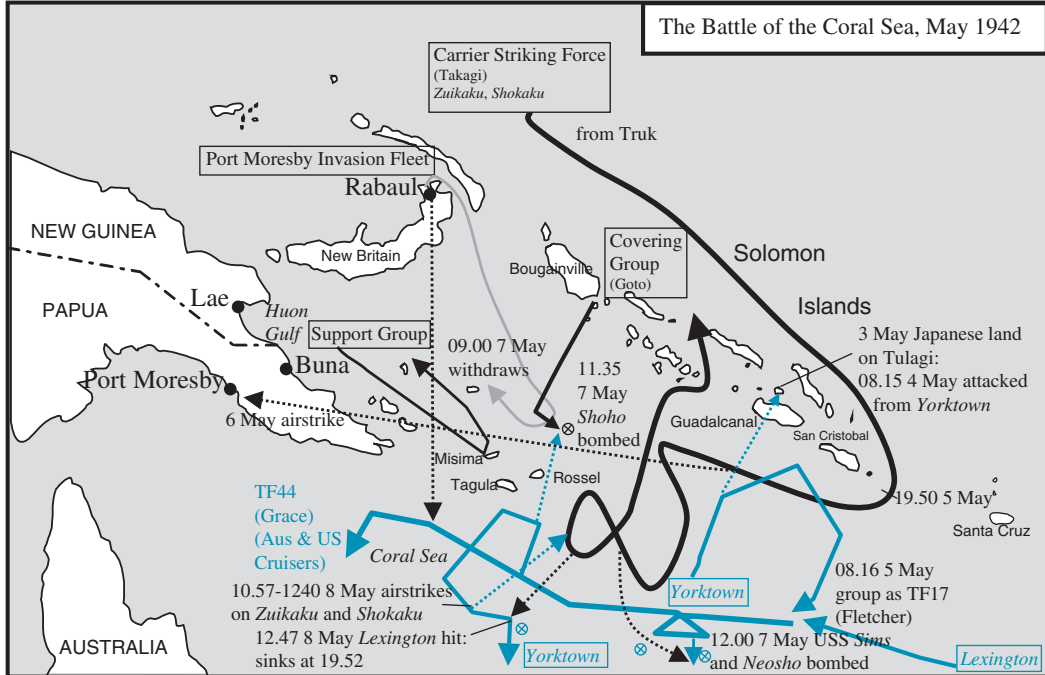 The Battle of the Coral Sea, May 1942
Carrier Striking Force
(Takagi)
Zuikaku, Shokaku
from Truk
Port Moresby Invasion Fleet
Rabaul
NEW GUINEA
New Britain
Bougainville
Covering
Group
(Goto)
Solomon
Islands
PAPUA
Lae
Huon
Gulf
Support Group
09.00 7 May
withdraws
11.35
7 May
Shoho
bombed
3 May Japanese land
on Tulagi:
08.15 4 May attacked
from Yorktown
Buna
Port Moresby
6 May airstrike
Guadalcanal
San Cristobal
Misima
Tagula
Rossel
19.50 5 May
Santa Cruz
TF44
(Grace)
(Aus & US
Cruisers)
Coral Sea
10.57-1240 8 May airstrikes
on Zuikaku and Shokaku
12.47 8 May Lexington hit:
sinks at 19.52
Yorktown
Yorktown
08.16 5 May
group as TF17
(Fletcher)
12.00 7 May USS Sims
and Neosho bombed
Lexington
AUSTRALIA